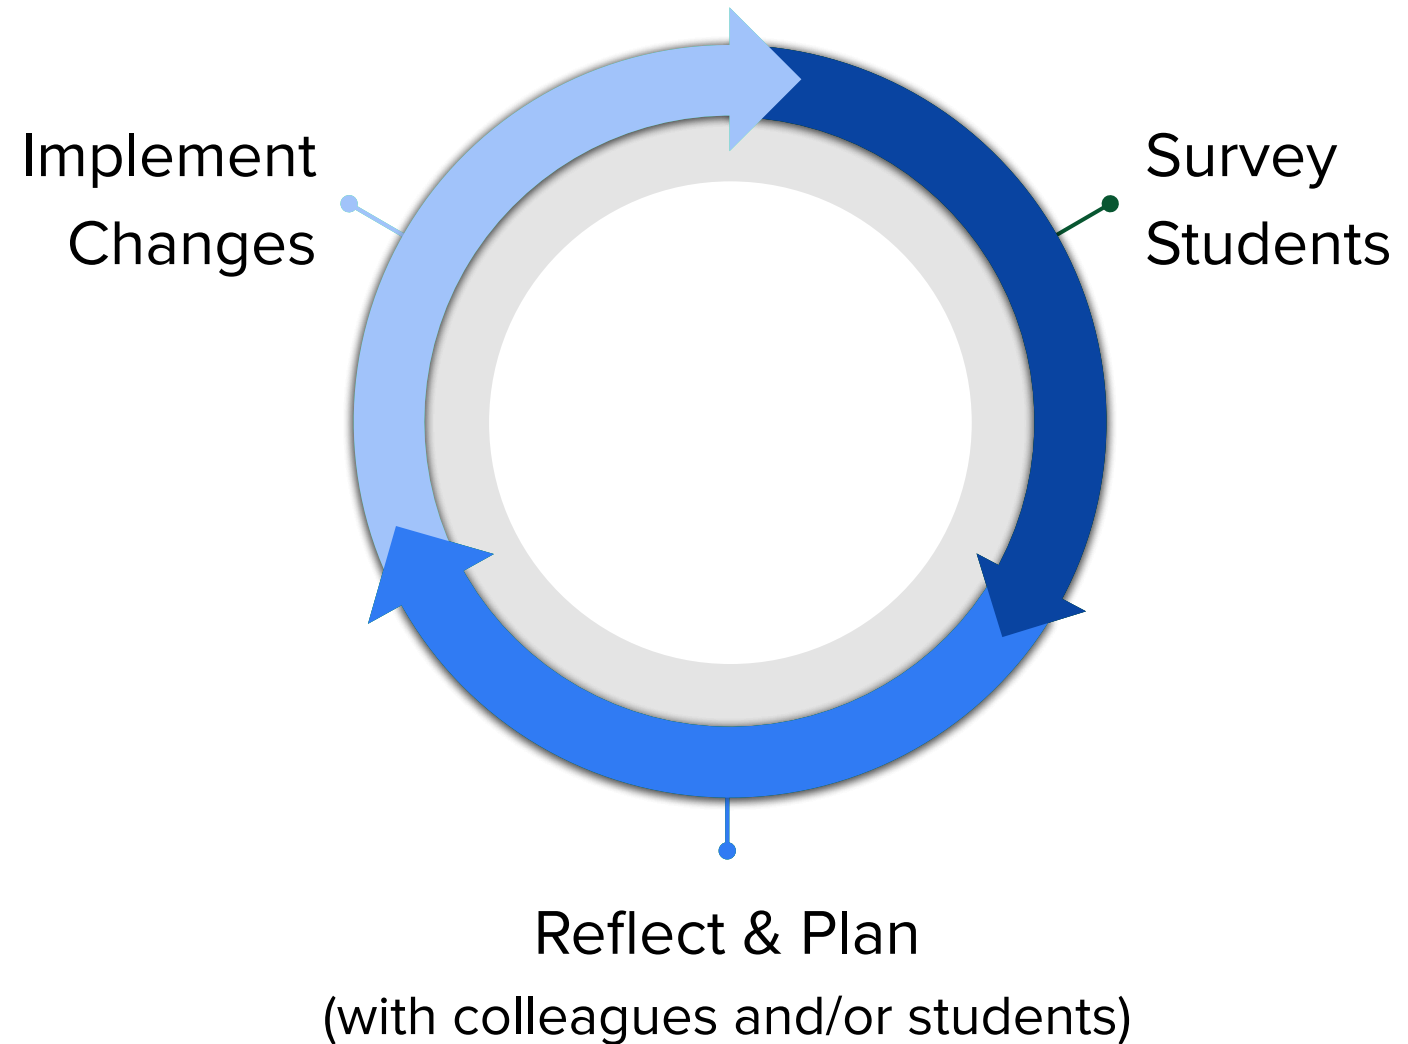 Implement
Changes
Survey
Students
Reflect & Plan
(with colleagues and/or students)